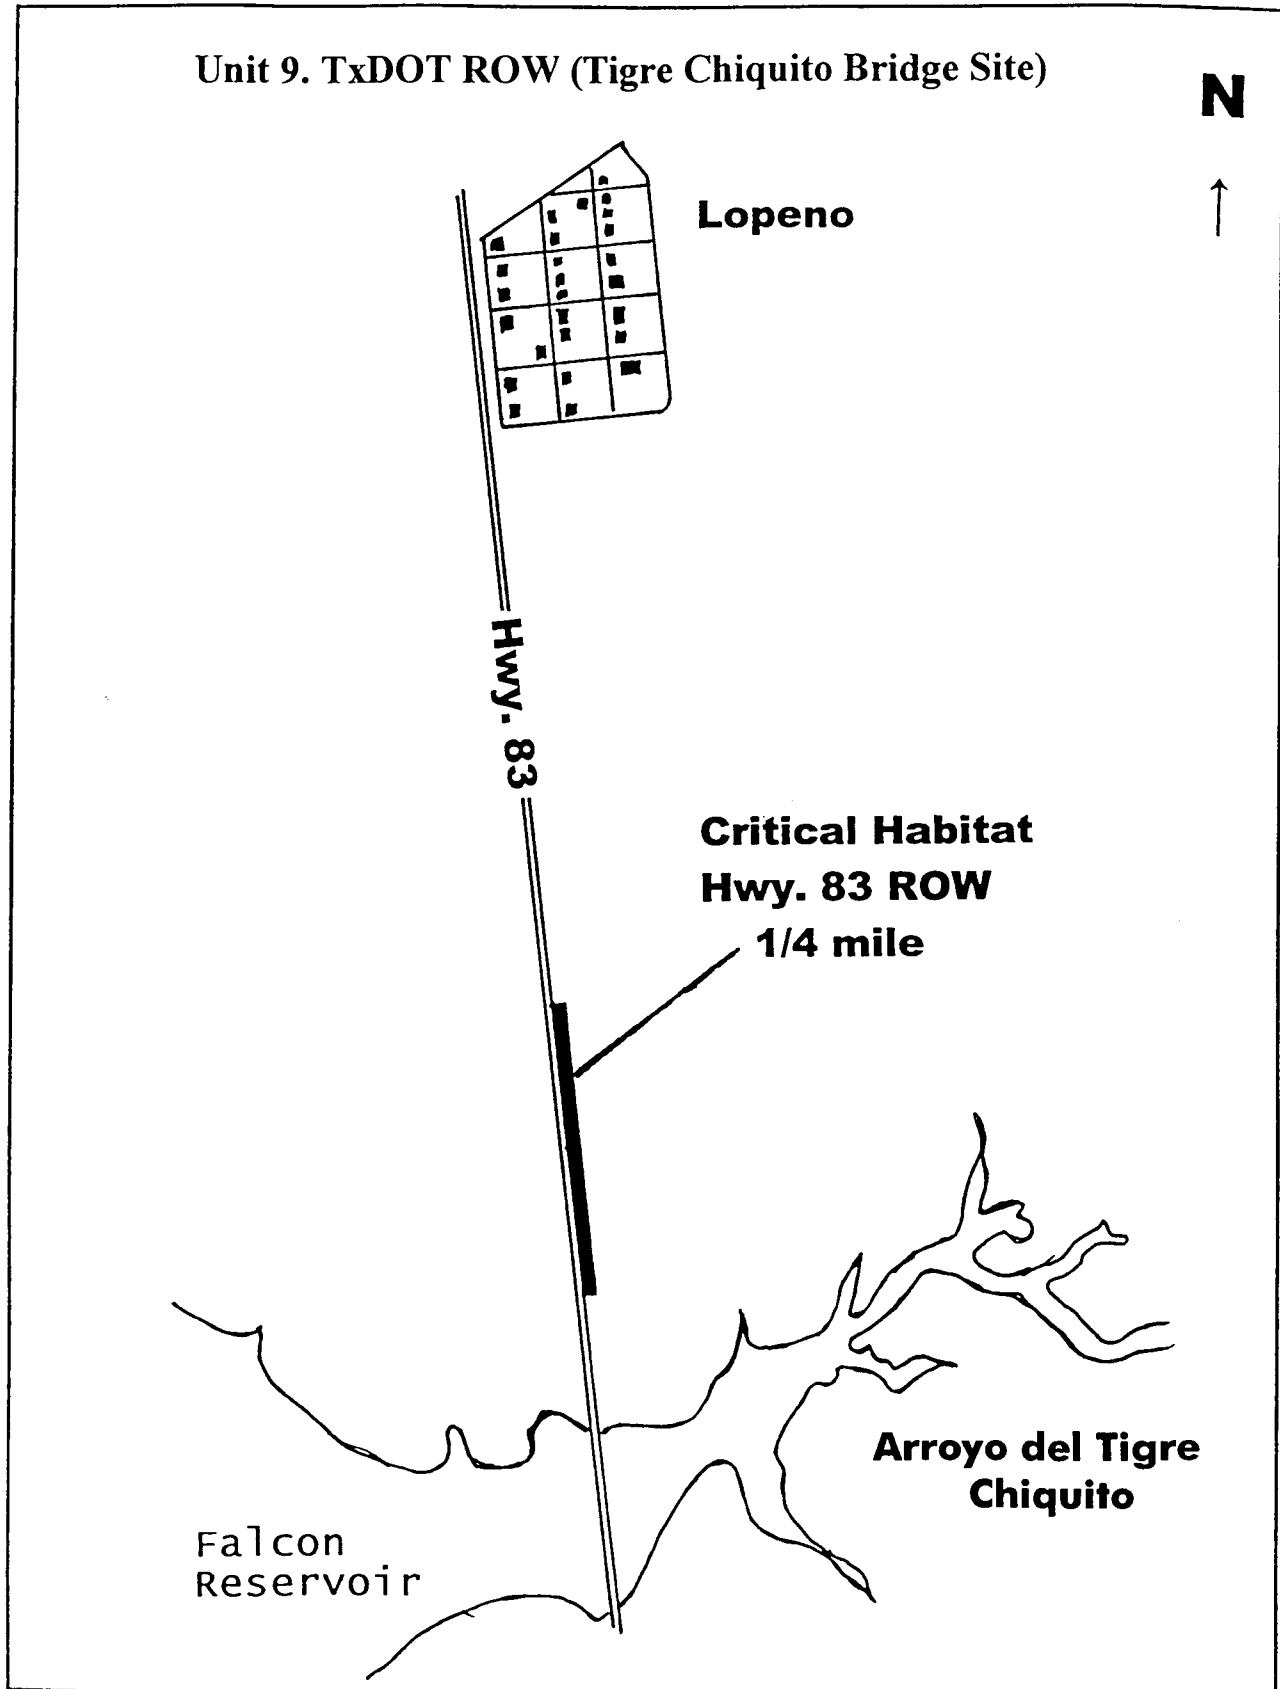 Unit 9. TxDOT ROW (Tigre Chiquito Bridge Site)
N
Lopeno
Hwy. 83
Critical Habitat
Hwy. 83 ROW
1/4 mile
Arroyo del Tigre
Chiquito
Falcon
Reservoir